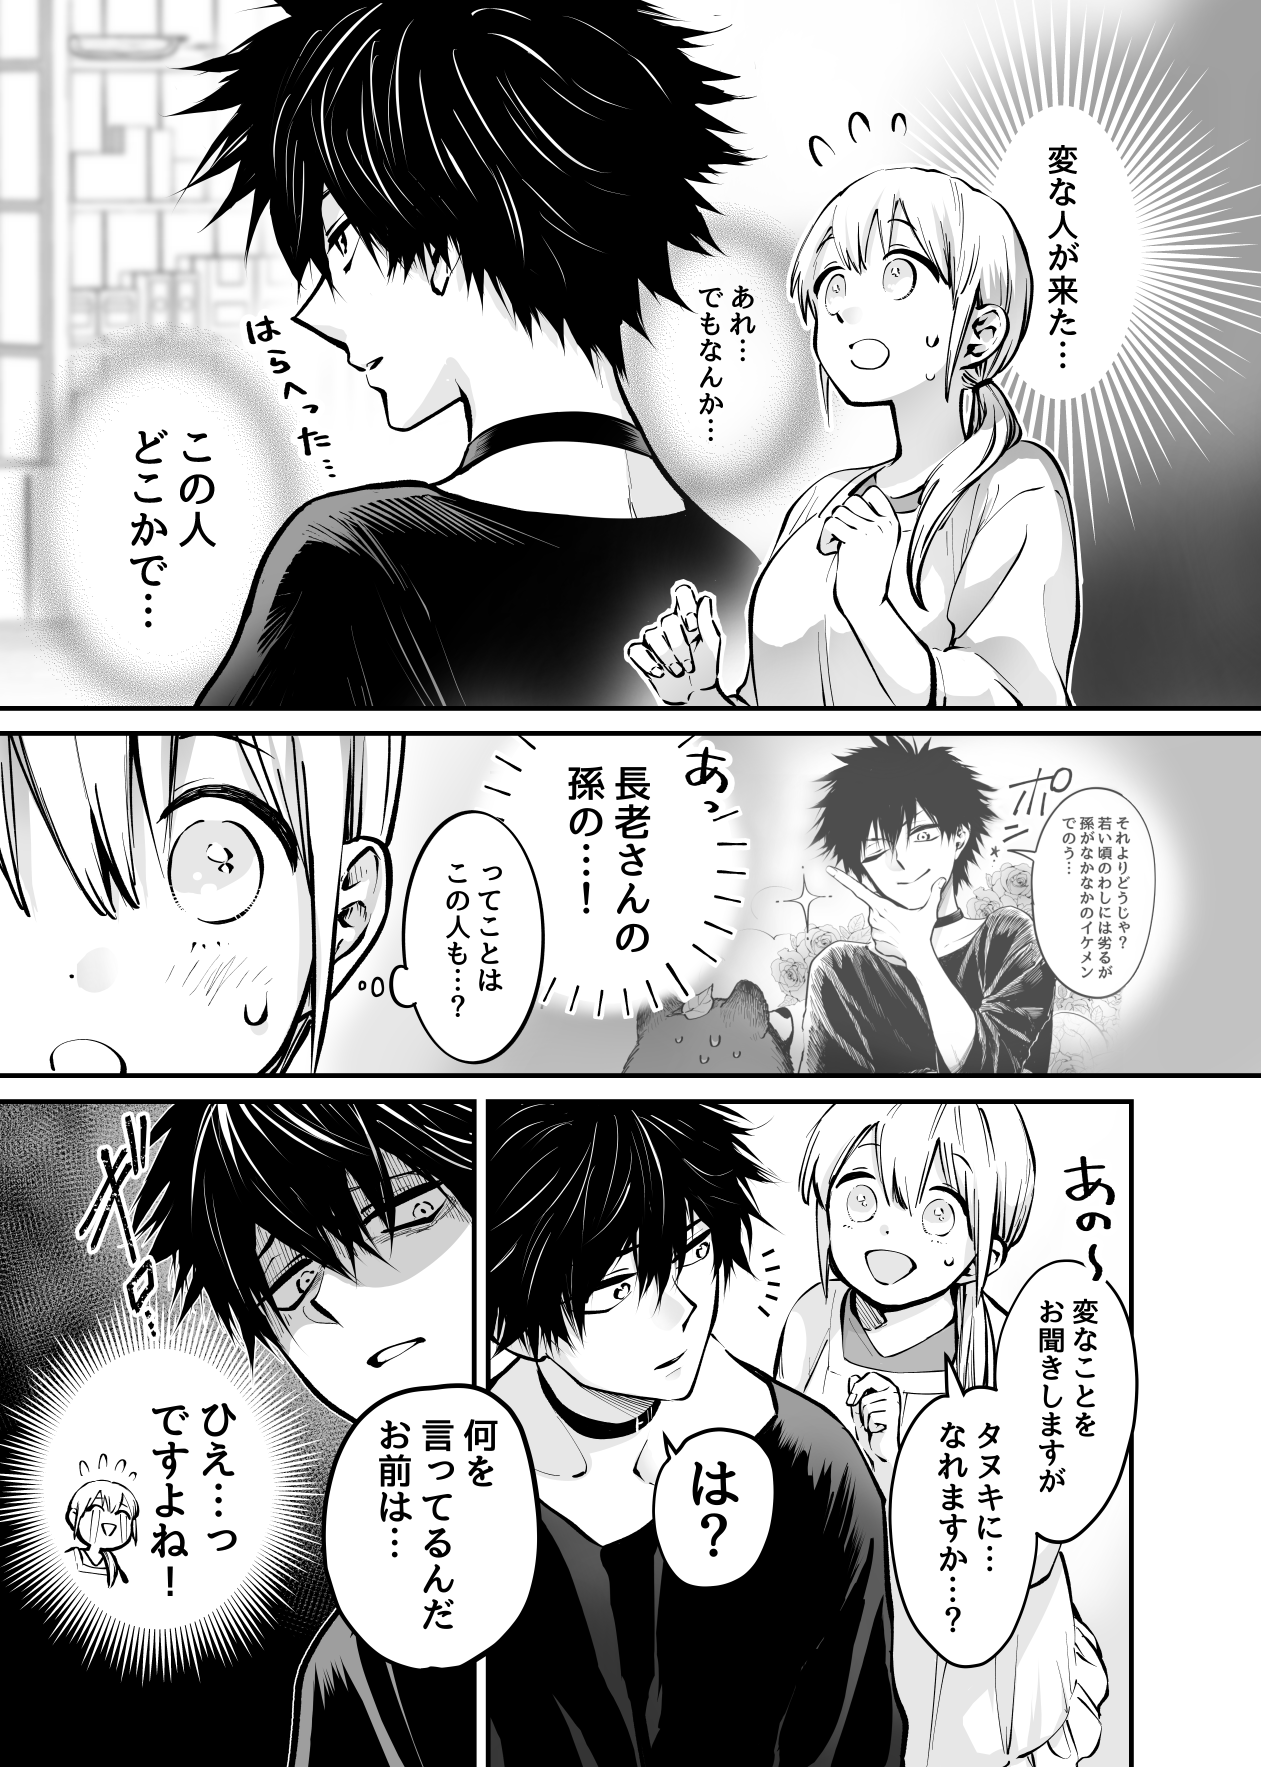 変な人が来た…
あれ…
でもなんか…
はらへった…
この人
どこかで…
それよりどうじゃ?
若い頃のわしには劣るが
孫がなかなかのイケメン
でのう…
ポンッ
あっ
長老さんの
孫の…!
ってことは
この人も…?
あの〜
変なことを
お聞きしますが
タヌキに…
なれますか…?
は?
何を
言ってるんだ
お前は…
ギロ…
ひえ…っ
ですよね!